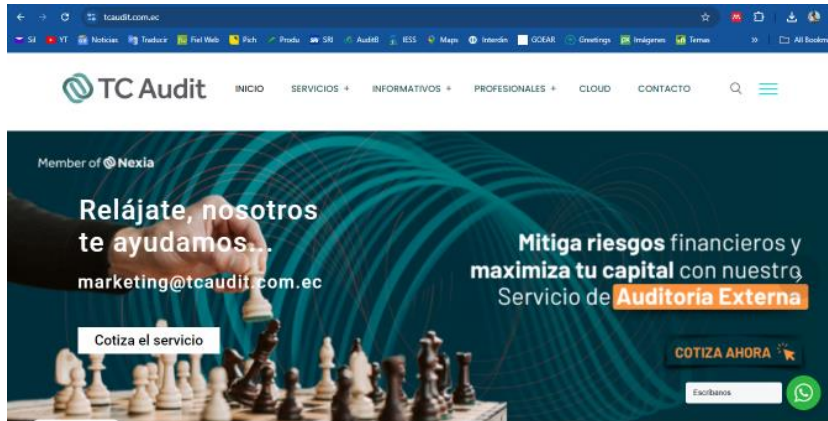 tcaudit.com.ec
Sil YT Noticias Traducir Fiel Web Pich Produ SRI AuditB IESS Maps Interdin GOEAR Greetings Imágenes Temas » All Bookm
TC Audit INICIO SERVICIOS + INFORMATIVOS + PROFESIONALES + CLOUD CONTACTO
Member of Nexia
Relájate, nosotros
te ayudamos...
marketing@tcaudit.com.ec
Cotiza el servicio
Mitiga riesgos financieros y
maximiza tu capital con nuestro
Servicio de Auditoría Externa
COTIZA AHORA
Escríbanos